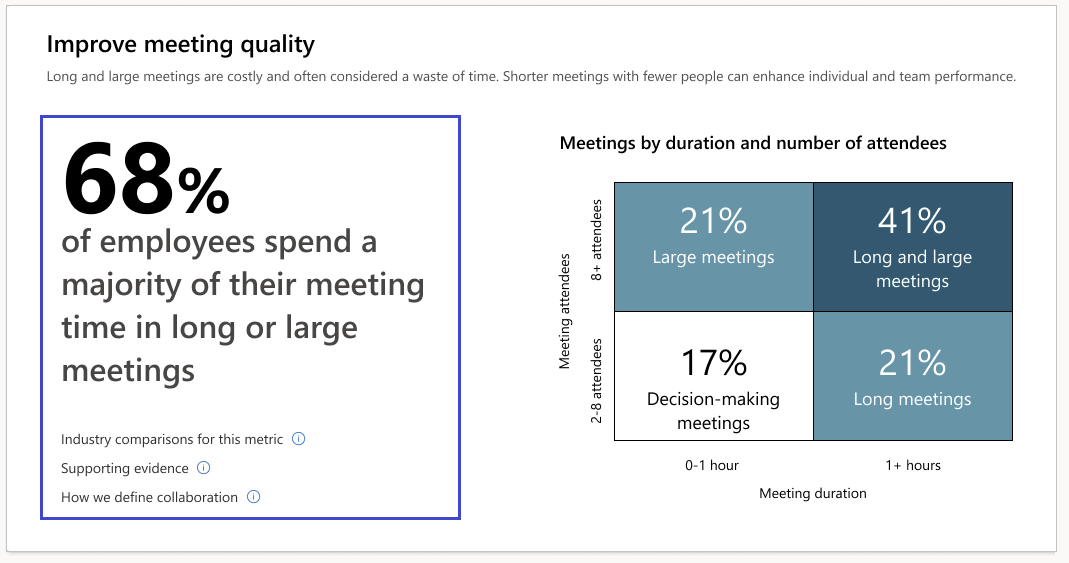 Improve meeting quality
Long and large meetings are costly and often considered a waste of time. Shorter meetings with fewer people can enhance individual and team performance.
68%
of employees spend a
majority of their meeting
time in long or large
meetings
Industry comparisons for this metric
Supporting evidence
How we define collaboration
Meetings by duration and number of attendees
Meeting attendees
8+ attendees
21%
Large meetings
41%
Long and large
meetings
2-8 attendees
17%
Decision-making
meetings
21%
Long meetings
0-1 hour
1+ hours
Meeting duration